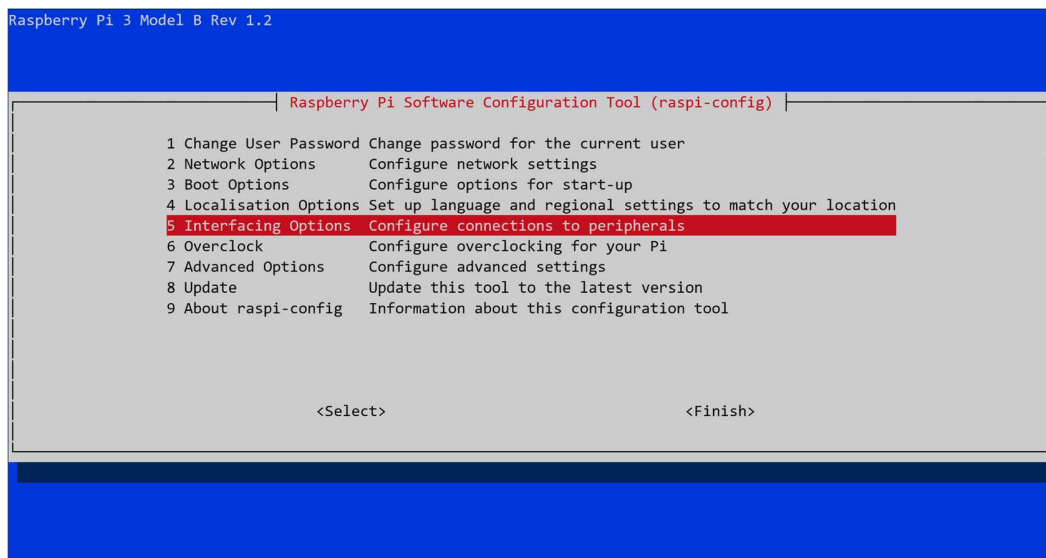 Raspberry Pi 3 Model B Rev 1.2
Raspberry Pi Software Configuration Tool (raspi-config)
1 Change User Password Change password for the current user
2 Network Options Configure network settings
3 Boot Options Configure options for start-up
4 Localisation Options Set up language and regional settings to match your location
5 Interfacing Options Configure connections to peripherals
6 Overclock Configure overclocking for your Pi
7 Advanced Options Configure advanced settings
8 Update Update this tool to the latest version
9 About raspi-config Information about this configuration tool
<Select> <Finish>